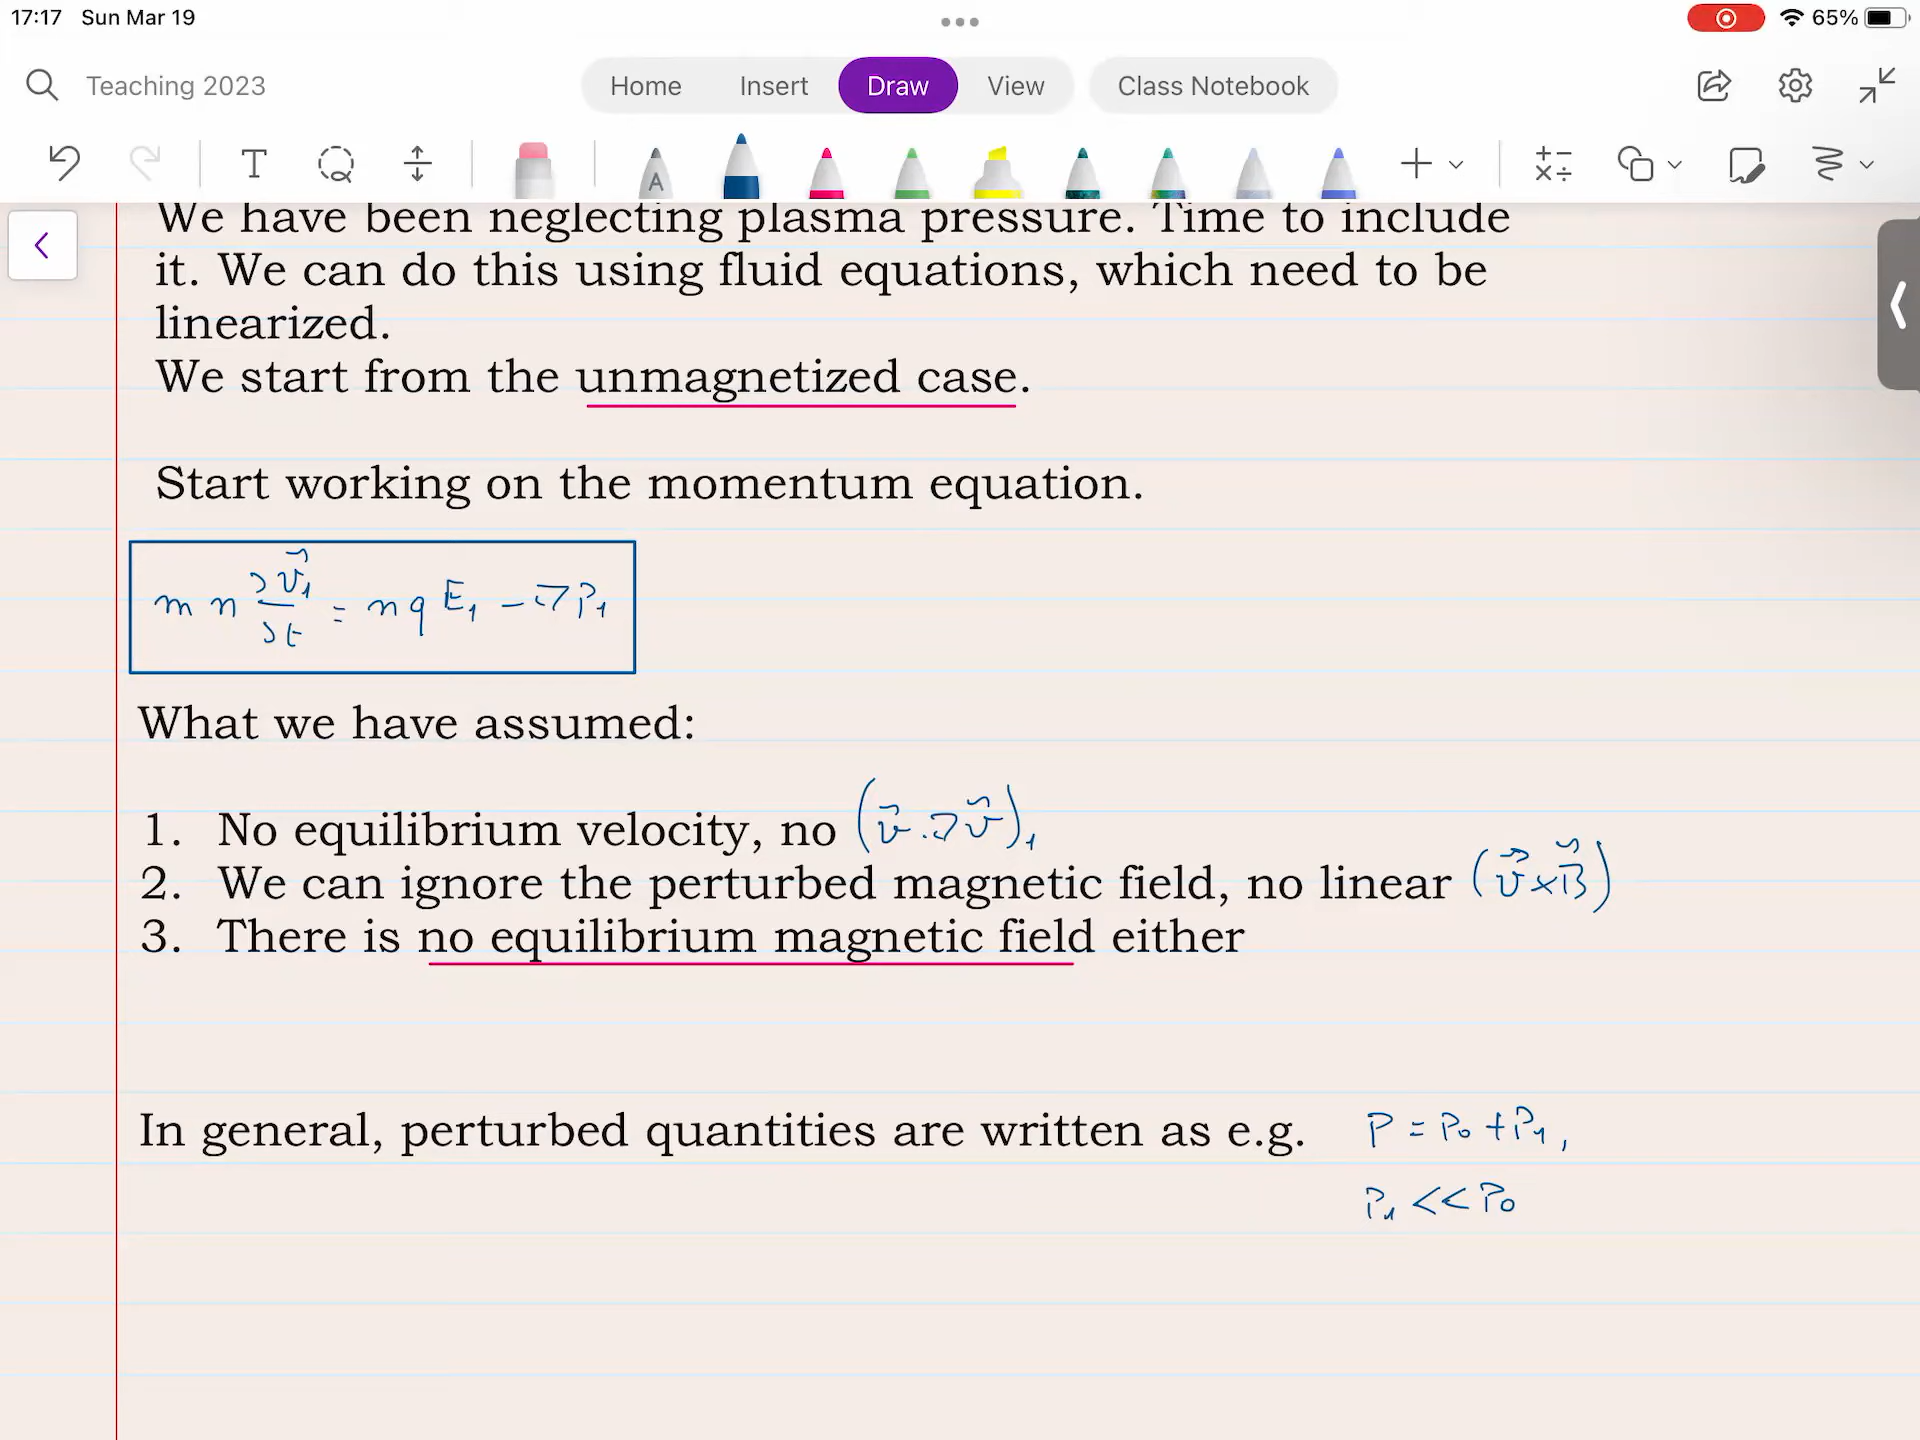 17:17 Sun Mar 19
65%
Teaching 2023
Home Insert Draw View Class Notebook
T
A
We have been neglecting plasma pressure. Time to include
it. We can do this using fluid equations, which need to be
linearized.
We start from the unmagnetized case.
Start working on the momentum equation.
m n ∂v⃗₁/∂t = n q E₁ − ∇P₁
What we have assumed:
1. No equilibrium velocity, no (v⃗ · ∇v⃗)₁
2. We can ignore the perturbed magnetic field, no linear (v⃗ × B⃗)
3. There is no equilibrium magnetic field either
In general, perturbed quantities are written as e.g. P = P₀ + P₁,
P₁ << P₀